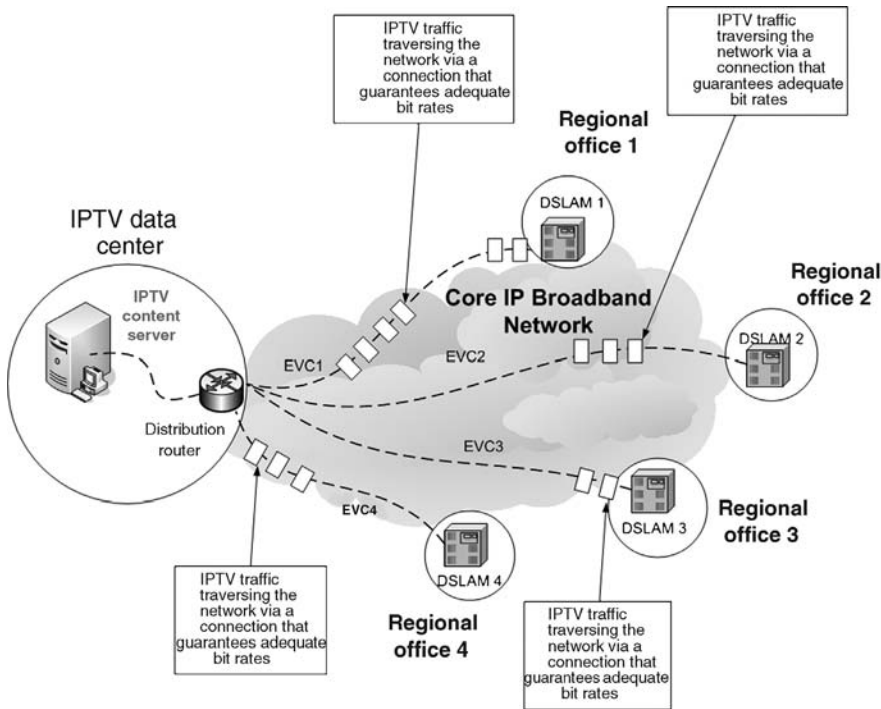 IPTV traffic
traversing the
network via a
connection that
guarantees adequate
bit rates
IPTV traffic
traversing the
network via a
connection that
guarantees adequate
bit rates
Regional
office 1
DSLAM 1
IPTV data
center
IPTV
content
server
Distribution
router
Core IP Broadband
Network
Regional
office 2
DSLAM 2
EVC1
EVC2
EVC3
EVC4
DSLAM 3
Regional
office 3
DSLAM 4
Regional
office 4
IPTV traffic
traversing the
network via a
connection that
guarantees adequate
bit rates
IPTV traffic
traversing the
network via a
connection that
guarantees adequate
bit rates